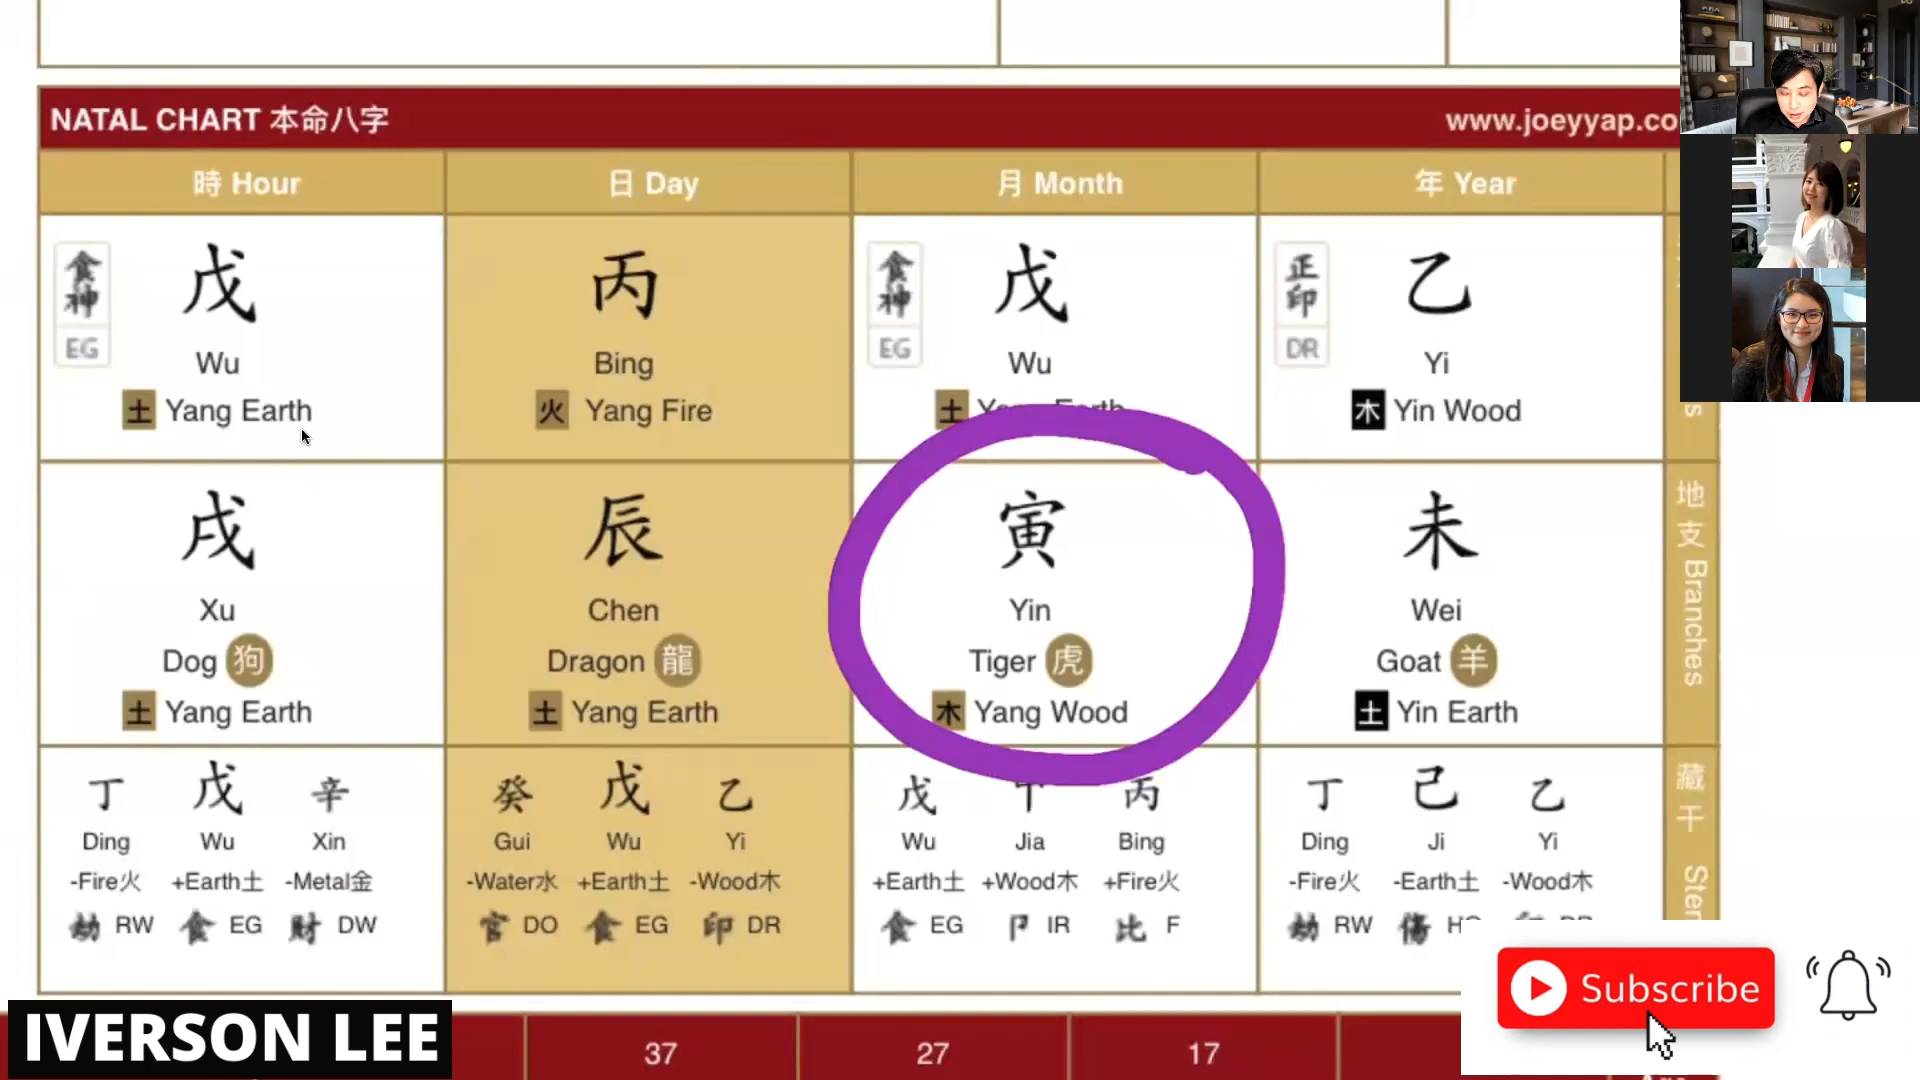 NATAL CHART 本命八字
www.joeyyap.co
時 Hour
日 Day
月 Month
年 Year
食神
EG
戊
Wu
土 Yang Earth
丙
Bing
火 Yang Fire
食神
EG
戊
Wu
土 Yang Earth
正印
DR
乙
Yi
木 Yin Wood
戌
Xu
Dog 狗
土 Yang Earth
辰
Chen
Dragon 龍
土 Yang Earth
寅
Yin
Tiger 虎
木 Yang Wood
未
Wei
Goat 羊
土 Yin Earth
地支 Branches
丁 戊 辛
Ding Wu Xin
-Fire火 +Earth土 -Metal金
劫 RW 食 EG 財 DW
癸 戊 乙
Gui Wu Yi
-Water水 +Earth土 -Wood木
官 DO 食 EG 印 DR
戊 丙
Wu Jia Bing
+Earth土 +Wood木 +Fire火
食 EG IR 比 F
丁 己 乙
Ding Ji Yi
-Fire火 -Earth土 -Wood木
劫 RW 傷
藏干 Ste
IVERSON LEE
37
27
17
Subscribe